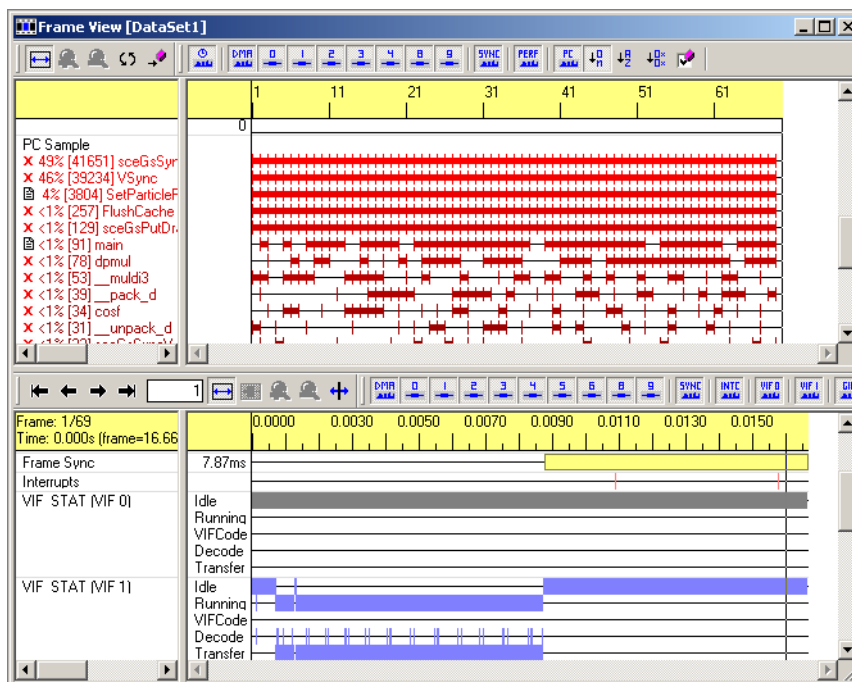 Frame View [DataSet1]
DMA 0 1 2 3 4 8 9 SYNC PERF PC
1 11 21 31 41 51 61
0
PC Sample
49% [41651] sceGsSyn
46% [39234] VSync
4% [3804] SetParticleF
<1% [257] FlushCache
<1% [129] sceGsPutDr
<1% [91] main
<1% [78] dpmul
<1% [53] __muldi3
<1% [39] __pack_d
<1% [34] cosf
<1% [31] __unpack_d
1 DMA 0 1 2 3 4 5 6 8 9 SYNC INTC VIF0 VIF1 GI
Frame: 1/69
Time: 0.000s (frame=16.66
0.0000 0.0030 0.0050 0.0070 0.0090 0.0110 0.0130 0.0150
Frame Sync 7.87ms
Interrupts
VIF_STAT (VIF 0) Idle
Running
VIFCode
Decode
Transfer
VIF_STAT (VIF 1) Idle
Running
VIFCode
Decode
Transfer